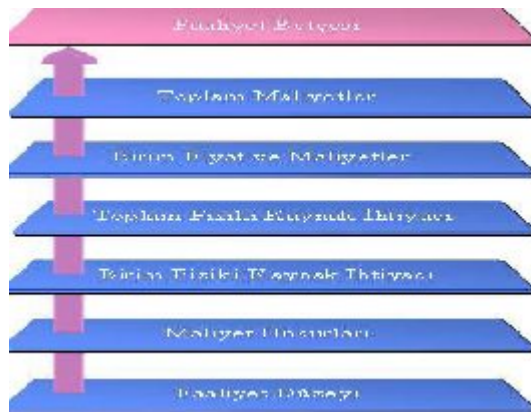 Faaliyet Bütçesi
Toplam Maliyetler
Birim Fiyat ve Maliyetler
Toplam Fiziki Kaynak İhtiyacı
Birim Fiziki Kaynak İhtiyacı
Maliyet Unsurları
Faaliyet Düzeyi